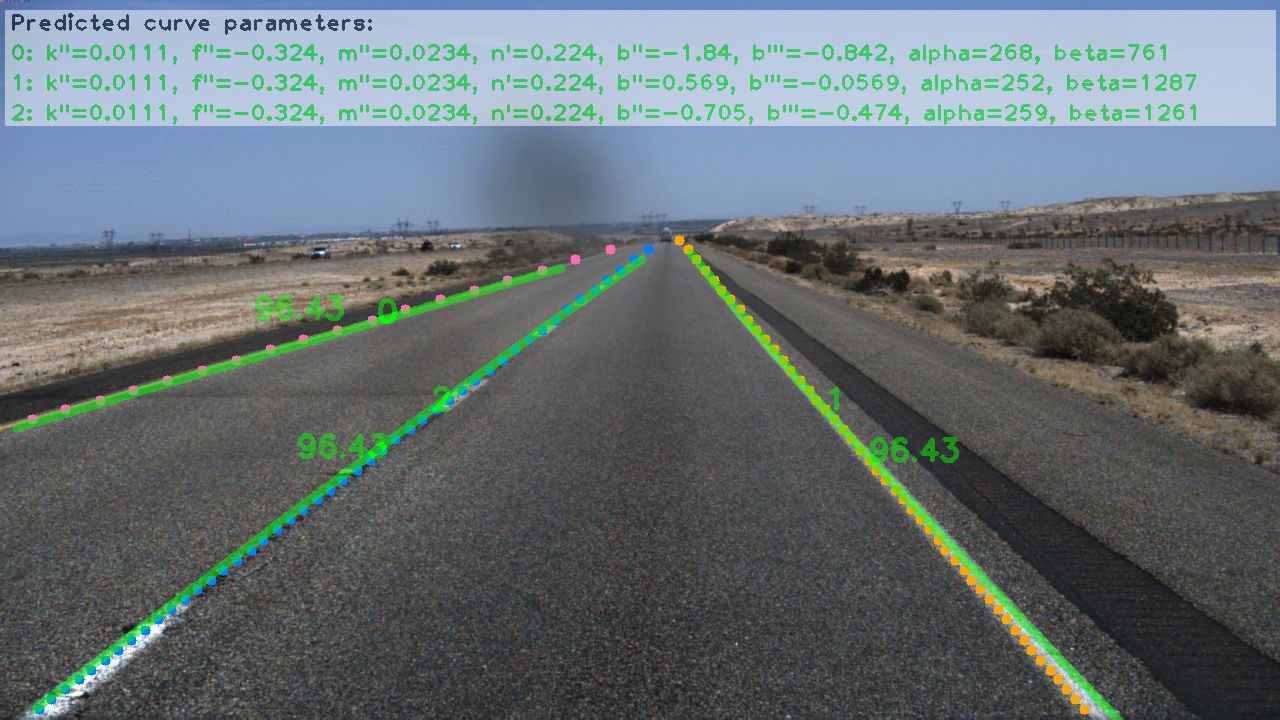 Predicted curve parameters:
0: k''=0.0111, f''=-0.324, m''=0.0234, n'=0.224, b''=-1.84, b'''=-0.842, alpha=268, beta=761
1: k''=0.0111, f''=-0.324, m''=0.0234, n'=0.224, b''=0.569, b'''=-0.0569, alpha=252, beta=1287
2: k''=0.0111, f''=-0.324, m''=0.0234, n'=0.224, b''=-0.705, b'''=-0.474, alpha=259, beta=1261
96.43 0
2 1
96.43 96.43